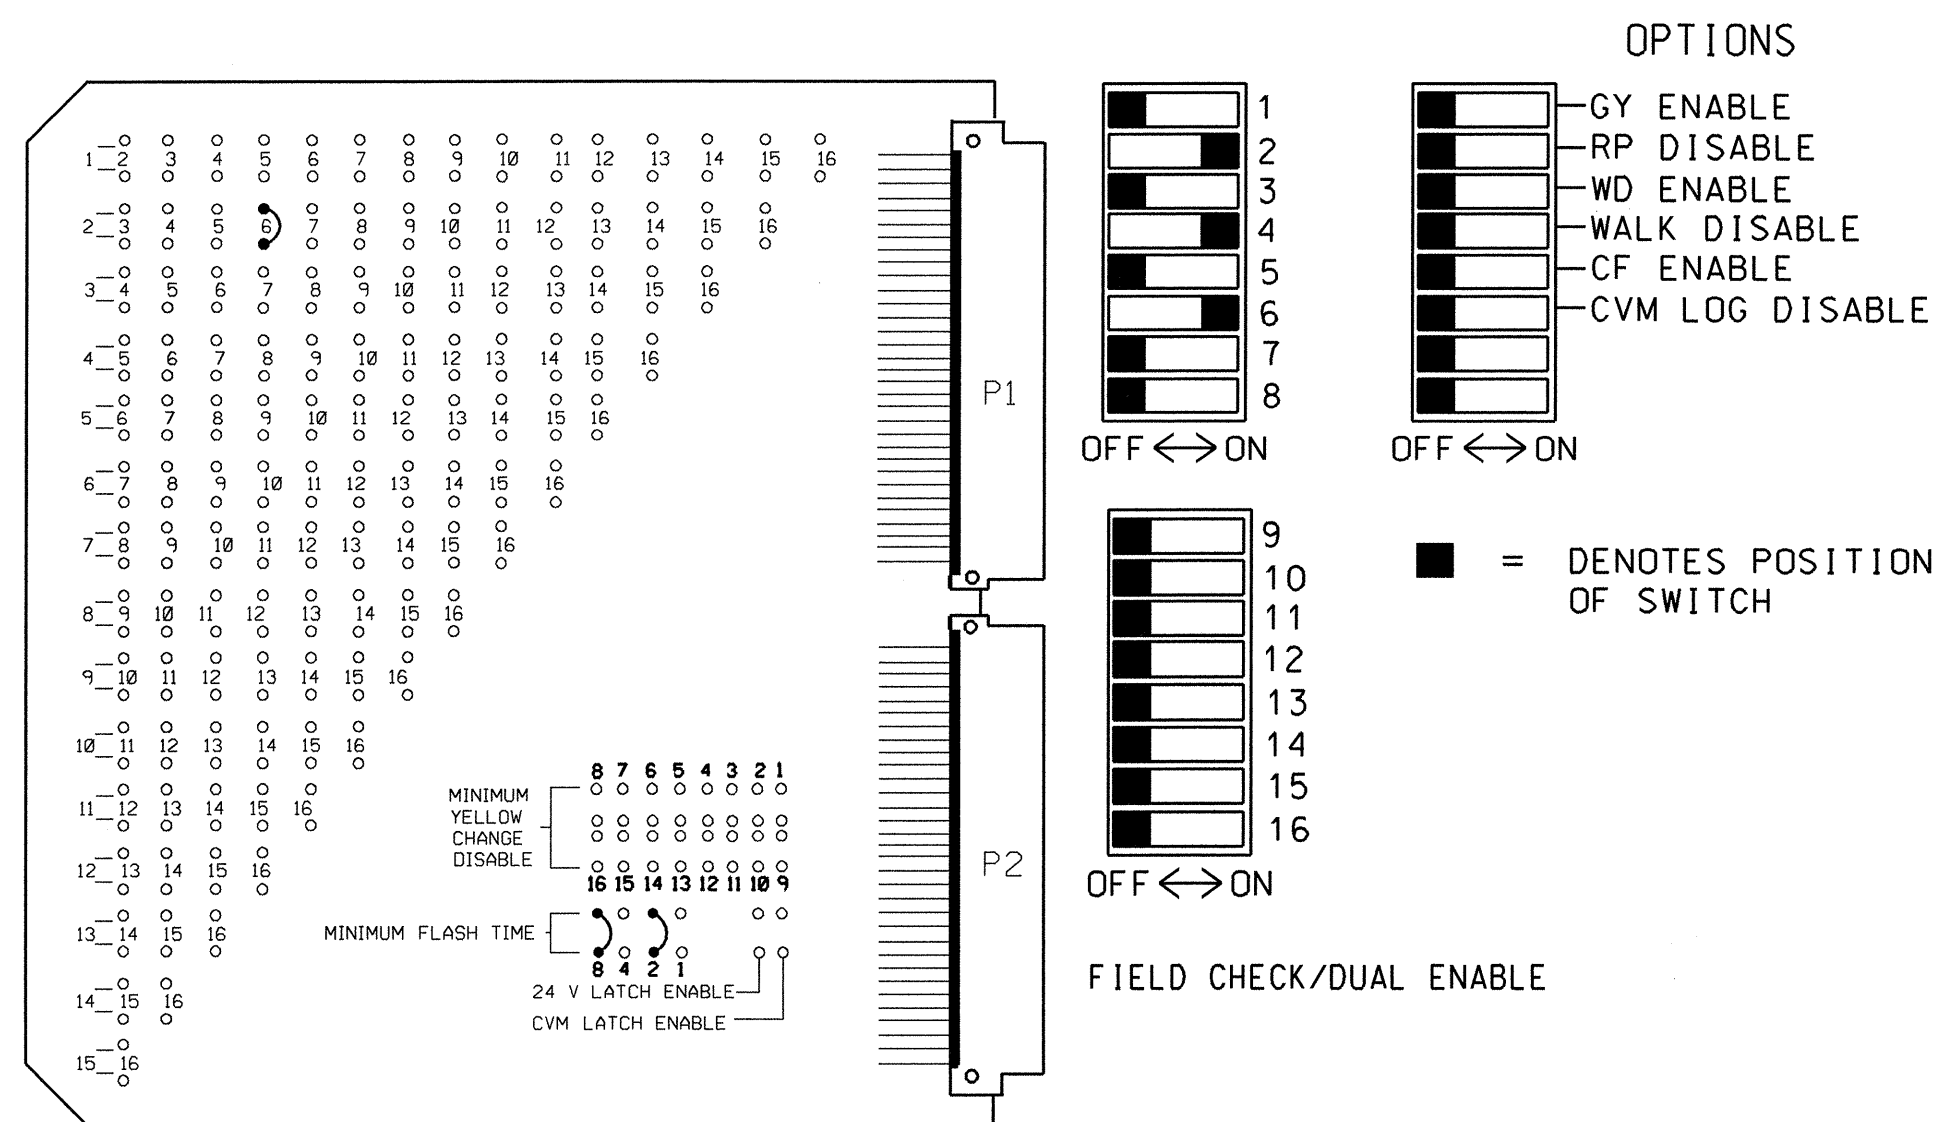 OPTIONS
1 2 3 4 5 6 7 8 9 10 11 12 13 14 15 16
2 3 4 5 6 7 8 9 10 11 12 13 14 15 16
3 4 5 6 7 8 9 10 11 12 13 14 15 16
4 5 6 7 8 9 10 11 12 13 14 15 16
5 6 7 8 9 10 11 12 13 14 15 16
6 7 8 9 10 11 12 13 14 15 16
7 8 9 10 11 12 13 14 15 16
8 9 10 11 12 13 14 15 16
9 10 11 12 13 14 15 16
10 11 12 13 14 15 16
11 12 13 14 15 16
12 13 14 15 16
13 14 15 16
14 15 16
15 16
8 7 6 5 4 3 2 1
MINIMUM
YELLOW
CHANGE
DISABLE
16 15 14 13 12 11 10 9
MINIMUM FLASH TIME
8 4 2 1
24 V LATCH ENABLE
CVM LATCH ENABLE
P1
P2
1
2
3
4
5
6
7
8
OFF <-> ON
9
10
11
12
13
14
15
16
OFF <-> ON
FIELD CHECK/DUAL ENABLE
GY ENABLE
RP DISABLE
WD ENABLE
WALK DISABLE
CF ENABLE
CVM LOG DISABLE
OFF <-> ON
= DENOTES POSITION
OF SWITCH